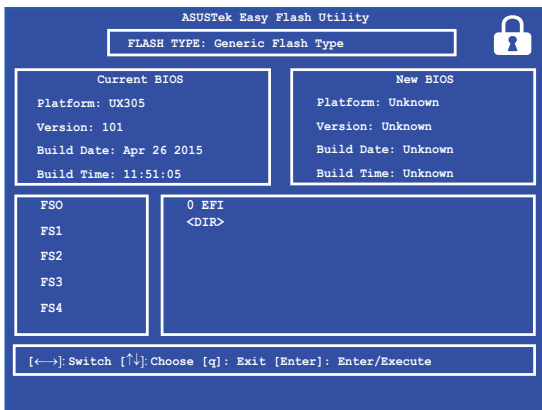 ASUSTek Easy Flash Utility
FLASH TYPE: Generic Flash Type
Current BIOS
Platform: UX305
Version: 101
Build Date: Apr 26 2015
Build Time: 11:51:05
New BIOS
Platform: Unknown
Version: Unknown
Build Date: Unknown
Build Time: Unknown
FSO
FS1
FS2
FS3
FS4
0 EFI
<DIR>
[←→]: Switch [↑↓]: Choose [q]: Exit [Enter]: Enter/Execute